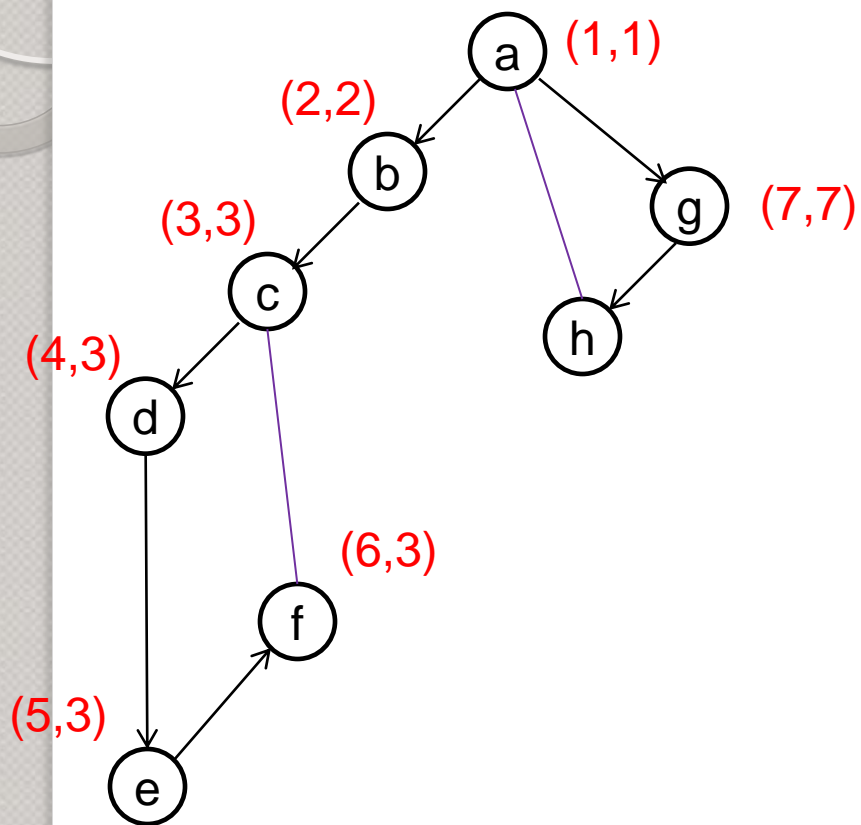 a (1,1)
(2,2)
b
g (7,7)
(3,3)
c
h
(4,3)
d
(6,3)
f
(5,3)
e